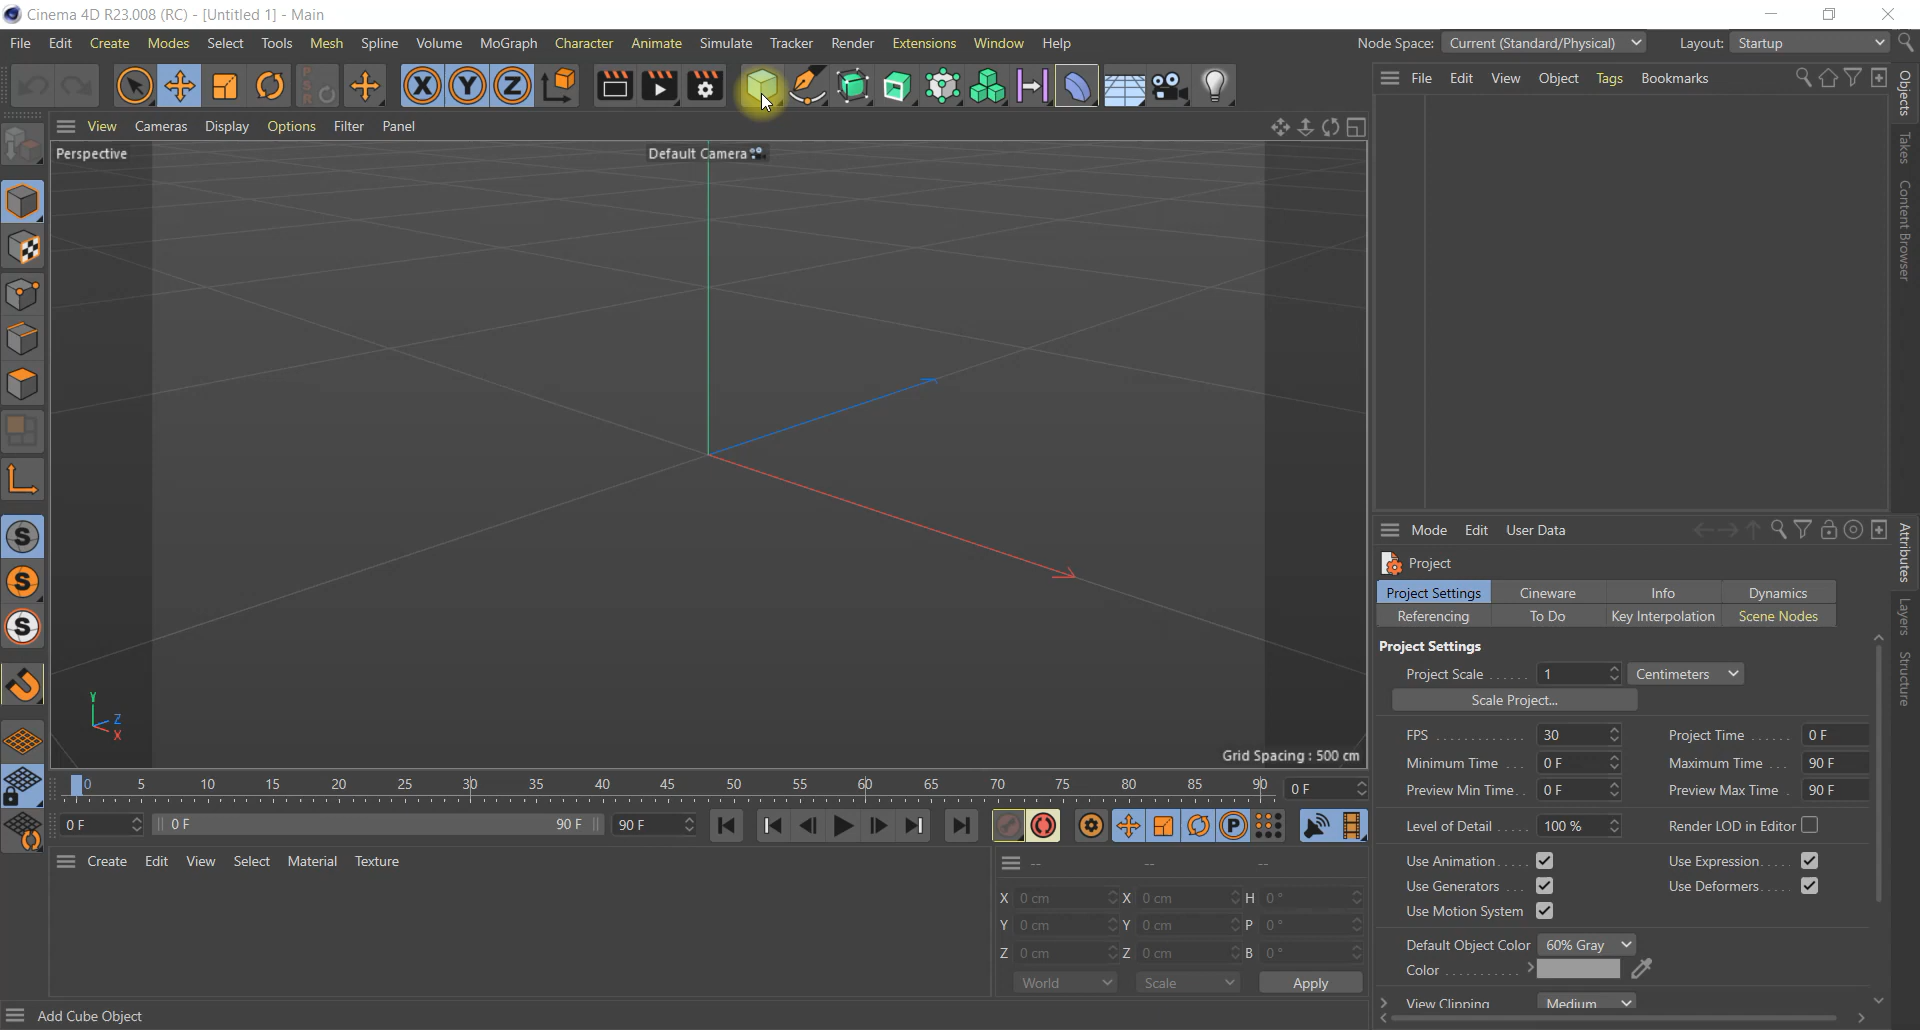 Cinema 4D R23.008 (RC) - [Untitled 1] - Main
File Edit Create Modes Select Tools Mesh Spline Volume MoGraph Character Animate Simulate Tracker Render Extensions Window Help
Node Space: Current (Standard/Physical) Layout: Startup
X Y Z
PSR
File Edit View Object Tags Bookmarks
Objects
Takes
Content Browser
View Cameras Display Options Filter Panel
Perspective
Default Camera
Y
Z
X
Grid Spacing : 500 cm
S
S
S
0 5 10 15 20 25 30 35 40 45 50 55 60 65 70 75 80 85 90 0 F
0 F 0 F 90 F 90 F
P
Create Edit View Select Material Texture
-- -- --
X 0 cm X 0 cm H 0 °
Y 0 cm Y 0 cm P 0 °
Z 0 cm Z 0 cm B 0 °
World Scale Apply
Mode Edit User Data
Attributes
Layers
Structure
Project
Project Settings Cineware Info Dynamics
Referencing To Do Key Interpolation Scene Nodes
Project Settings
Project Scale ...... 1 Centimeters
Scale Project...
FPS ............ 30 Project Time ...... 0 F
Minimum Time ... 0 F Maximum Time ... 90 F
Preview Min Time. . 0 F Preview Max Time . 90 F
Level of Detail ..... 100 % Render LOD in Editor
Use Animation..... Use Expression.....
Use Generators ... Use Deformers.....
Use Motion System
Default Object Color 60% Gray
Color ...........
View Clipping Medium
Add Cube Object